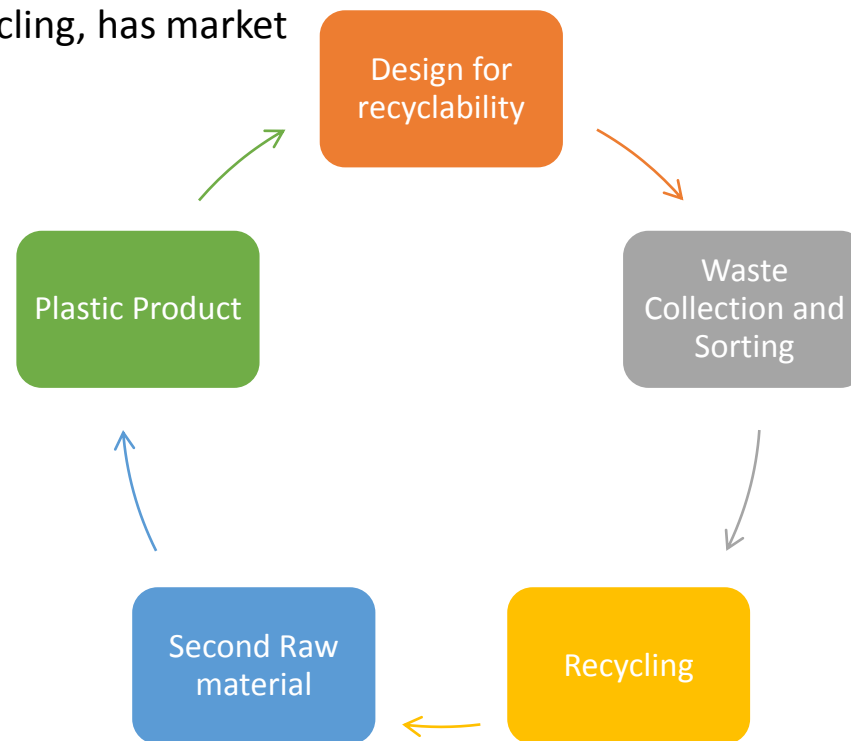 cling, has market
Design for
recyclability
Waste
Collection and
Sorting
Recycling
Second Raw
material
Plastic Product